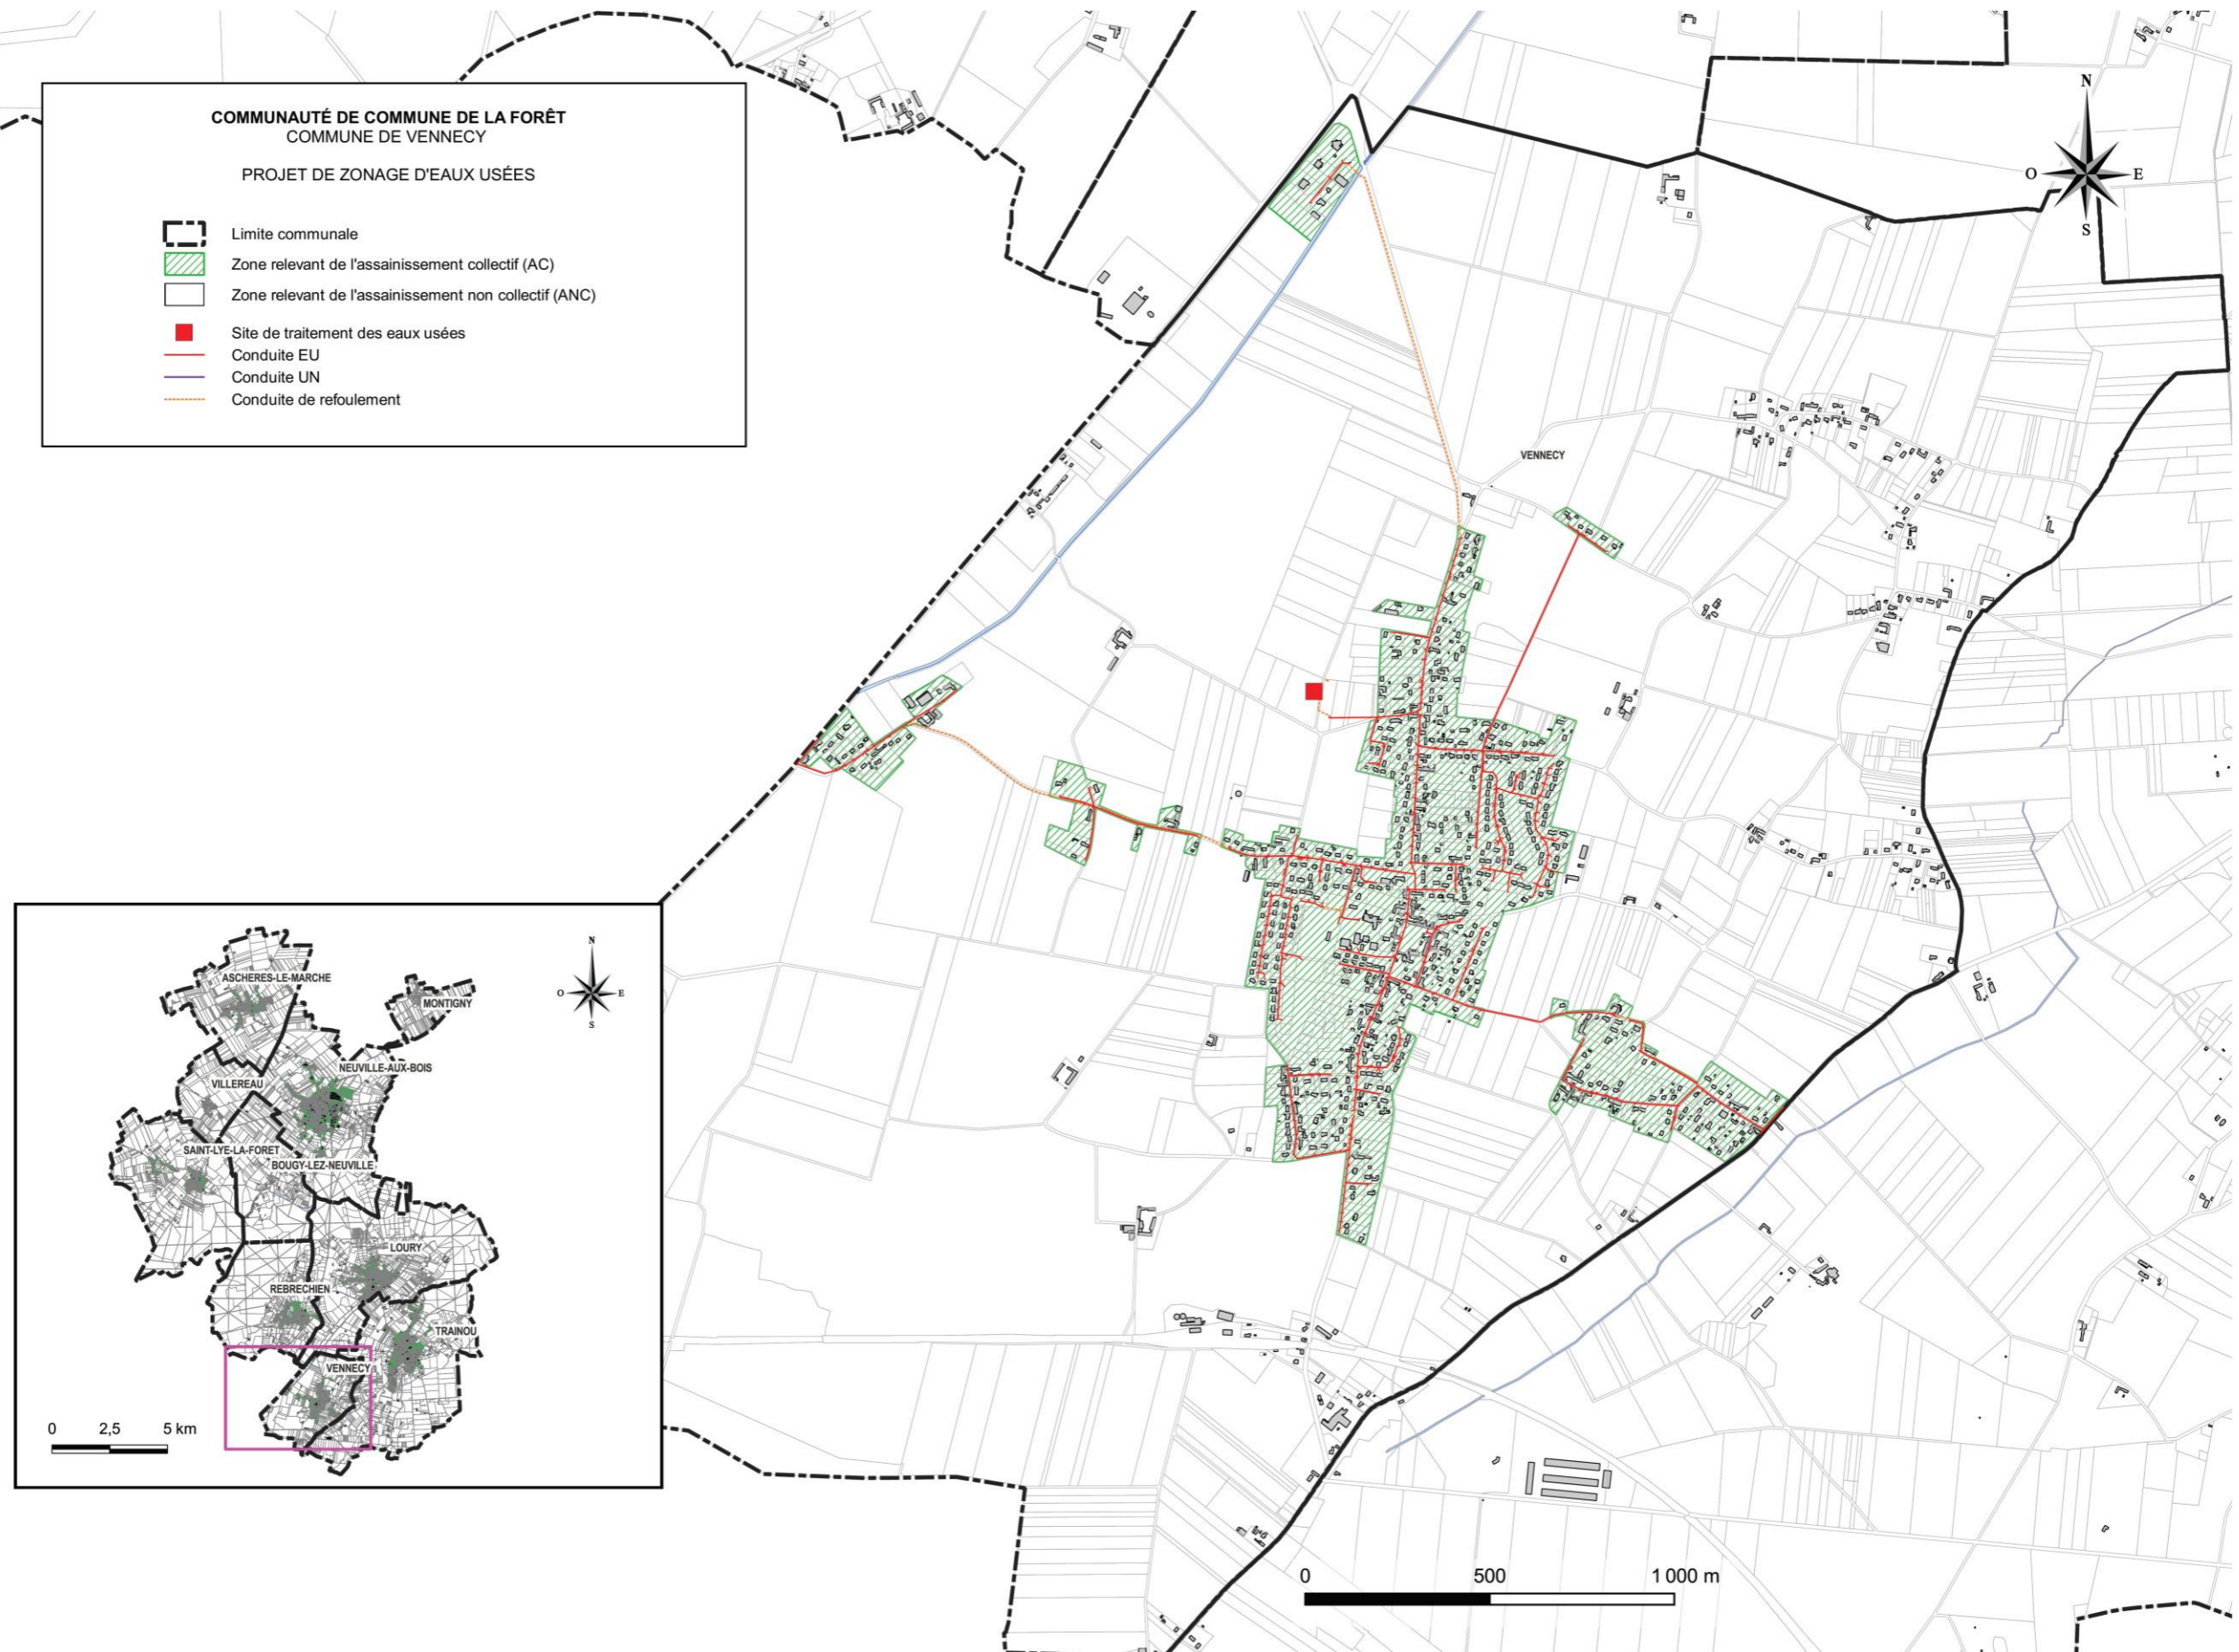 COMMUNAUTÉ DE COMMUNE DE LA FORÊT
COMMUNE DE VENNECY
PROJET DE ZONAGE D'EAUX USÉES
Limite communale
Zone relevant de l'assainissement collectif (AC)
Zone relevant de l'assainissement non collectif (ANC)
Site de traitement des eaux usées
Conduite EU
Conduite UN
Conduite de refoulement
N
O
E
S
VENNECY
ASCHERES-LE-MARCHE
MONTIGNY
NEUVILLE-AUX-BOIS
VILLEREAU
SAINT-LYE-LA-FORET
BOUGY-LEZ-NEUVILLE
LOURY
REBRECHIEN
TRAINOU
VENNECY
N
O
E
S
0 2,5 5 km
0 500 1 000 m